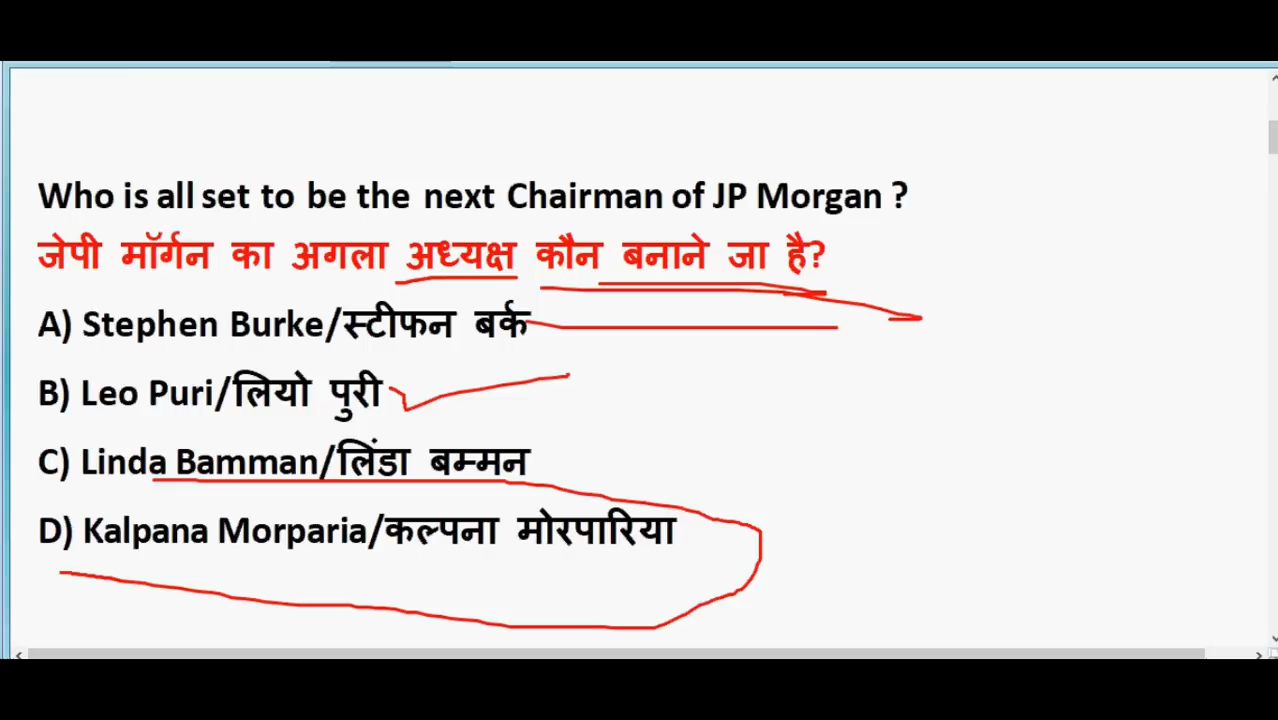 Who is all set to be the next Chairman of JP Morgan ?
जेपी मॉर्गन का अगला अध्यक्ष कौन बनाने जा है?
A) Stephen Burke/स्टीफन बर्क
B) Leo Puri/लियो पुरी
C) Linda Bamman/लिंडा बम्मन
D) Kalpana Morparia/कल्पना मोरपारिया